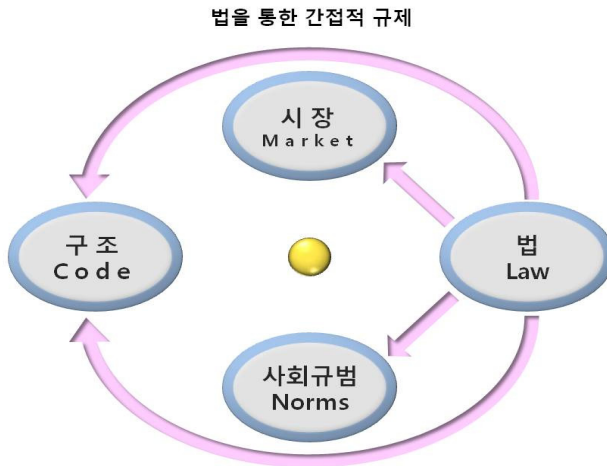 법을 통한 간접적 규제
시 장
Market
구 조
Code
법
Law
사회규범
Norms